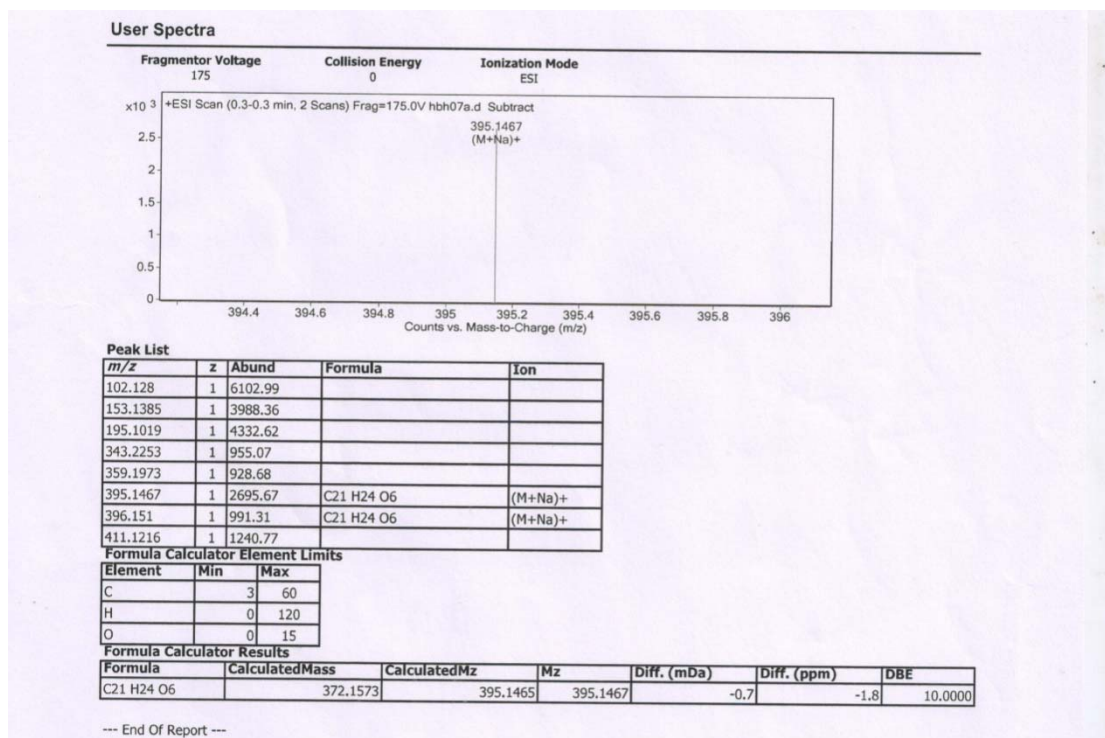 User Spectra
Fragmentor Voltage Collision Energy Ionization Mode
175 0 ESI
x10 3 +ESI Scan (0.3-0.3 min, 2 Scans) Frag=175.0V hbh07a.d Subtract
395.1467
(M+Na)+
2.5
2
1.5
1
0.5
0
394.4 394.6 394.8 395 395.2 395.4 395.6 395.8 396
Counts vs. Mass-to-Charge (m/z)
Peak List
m/z z Abund Formula Ion
102.128 1 6102.99
153.1385 1 3988.36
195.1019 1 4332.62
343.2253 1 955.07
359.1973 1 928.68
395.1467 1 2695.67 C21 H24 O6 (M+Na)+
396.151 1 991.31 C21 H24 O6 (M+Na)+
411.1216 1 1240.77
Formula Calculator Element Limits
Element Min Max
C 3 60
H 0 120
O 0 15
Formula Calculator Results
Formula CalculatedMass CalculatedMz Mz Diff. (mDa) Diff. (ppm) DBE
C21 H24 O6 372.1573 395.1465 395.1467 -0.7 -1.8 10.0000
--- End Of Report ---